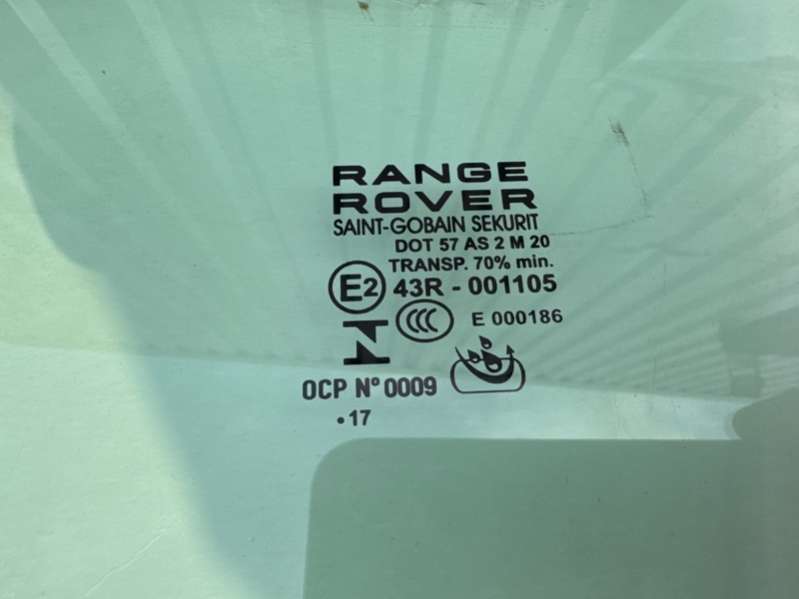 RANGE
ROVER
SAINT-GOBAIN SEKURIT
DOT 57 AS 2 M 20
TRANSP. 70% min.
E2 43R - 001105
CCC E 000186
OCP Nº 0009
•17